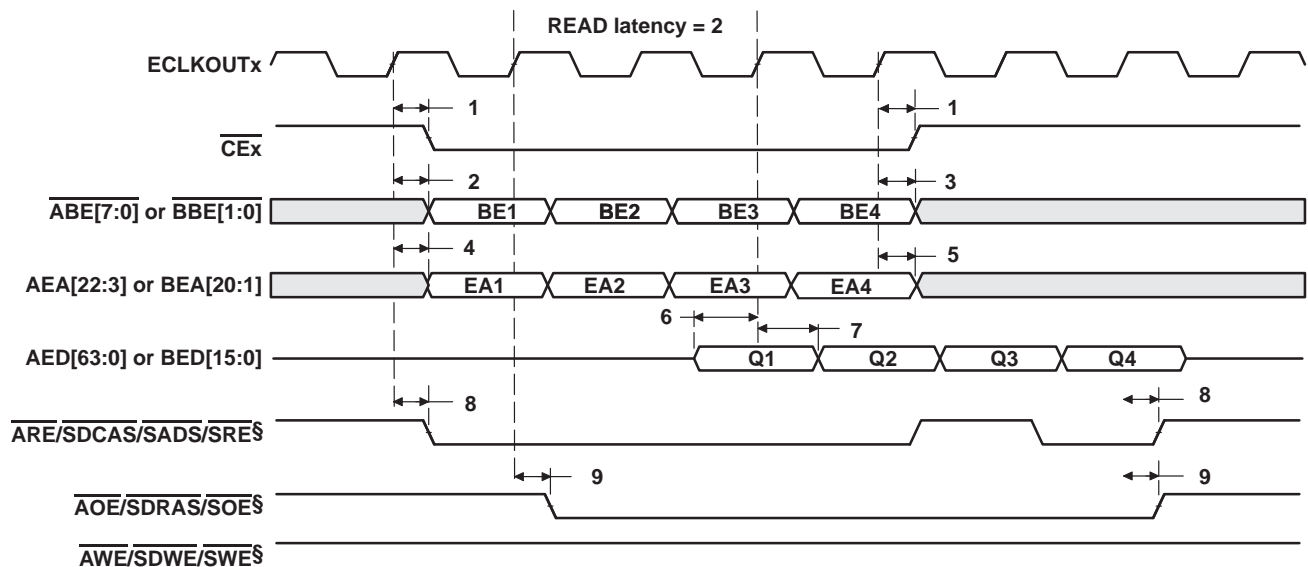 READ latency = 2
ECLKOUTx
1 1
CEx
2 3
ABE[7:0] or BBE[1:0] BE1 BE2 BE3 BE4
4 5
AEA[22:3] or BEA[20:1] EA1 EA2 EA3 EA4
6 7
AED[63:0] or BED[15:0] Q1 Q2 Q3 Q4
8 8
ARE/SDCAS/SADS/SRE§
9 9
AOE/SDRAS/SOE§
AWE/SDWE/SWE§